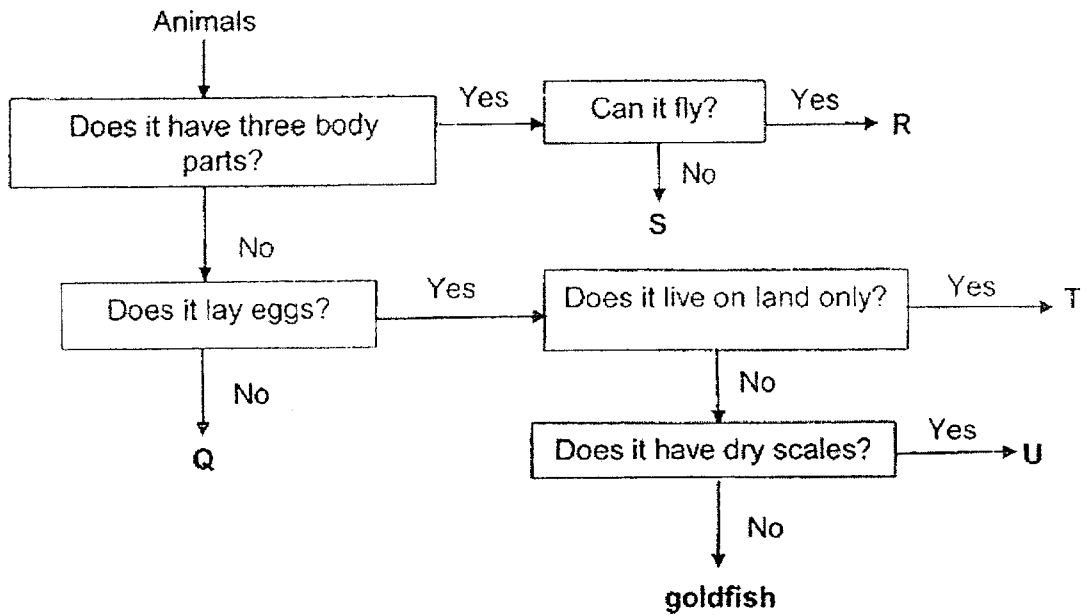 Animals
Does it have three body
parts?
Yes
Can it fly?
Yes
R
No
S
No
Does it lay eggs?
Yes
Does it live on land only?
Yes
T
No
Q
No
Does it have dry scales?
Yes
U
No
goldfish